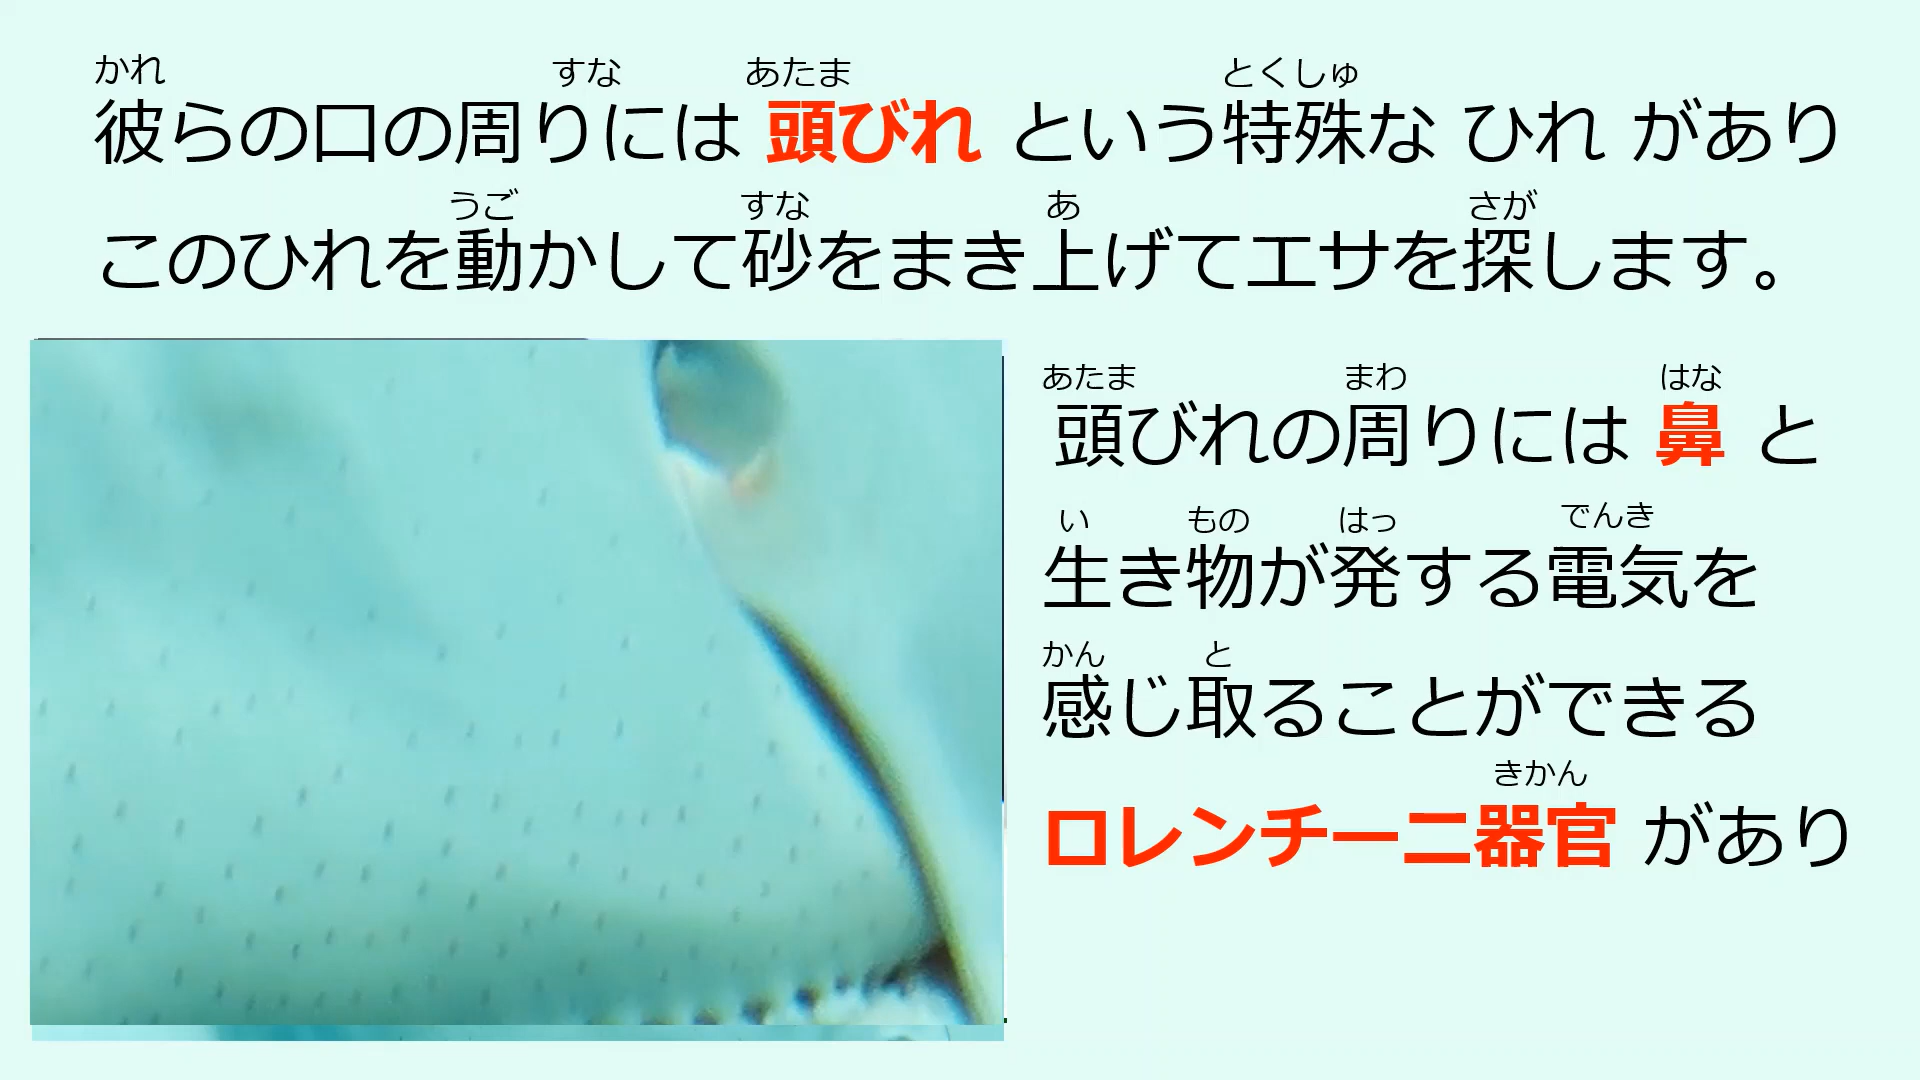 かれ すな あたま とくしゅ
彼らの口の周りには 頭びれ という特殊な ひれ があり
うご すな あ さが
このひれを動かして砂をまき上げてエサを探します。
あたま まわ はな
頭びれの周りには 鼻 と
い もの はっ でんき
生き物が発する電気を
かん と
感じ取ることができる
きかん
ロレンチーニ器官 があり